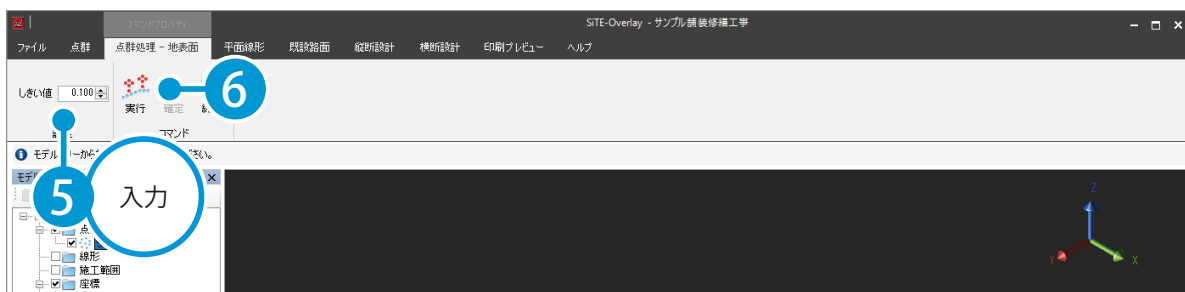 コマンドプロパティ
SiTE-Overlay - サンプル舗装修繕工事
ファイル 点群 点群処理 - 地表面 平面線形 既設路面 縦断設計 横断設計 印刷プレビュー ヘルプ
しきい値 0.100
6
実行 確定
コマンド
モデル
5
入力
点
線形
施工範囲
座標
Z
Y
X